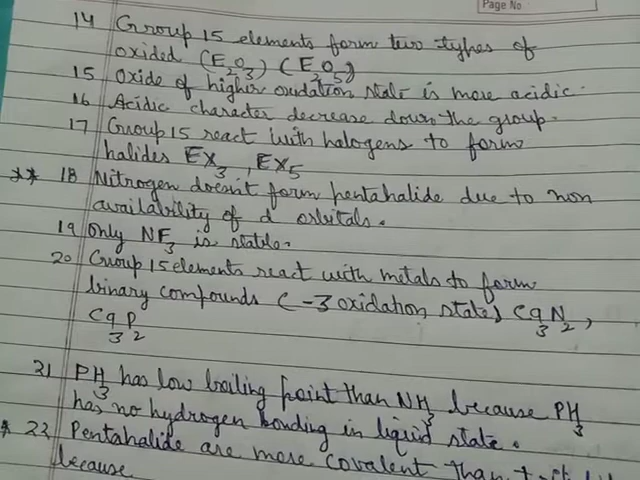 Page No
14 Group 15 elements form two types of
oxided (E2O3) (E2O5)
15 Oxide of higher oxidation state is more acidic.
16 Acidic character decrease down the group.
17 Group 15 react with halogens to form
halides EX3, EX5
** 18 Nitrogen doesn't form pentahalide due to non
availability of d orbitals.
19 Only NF3 is stable.
20 Group 15 elements react with metals to form
binary compounds (-3 oxidation state) Ca3N2,
Ca3P2
21 PH3 has low boiling point than NH3 because PH3
has no hydrogen bonding in liquid state.
* 22 Pentahalide are more covalent than
because